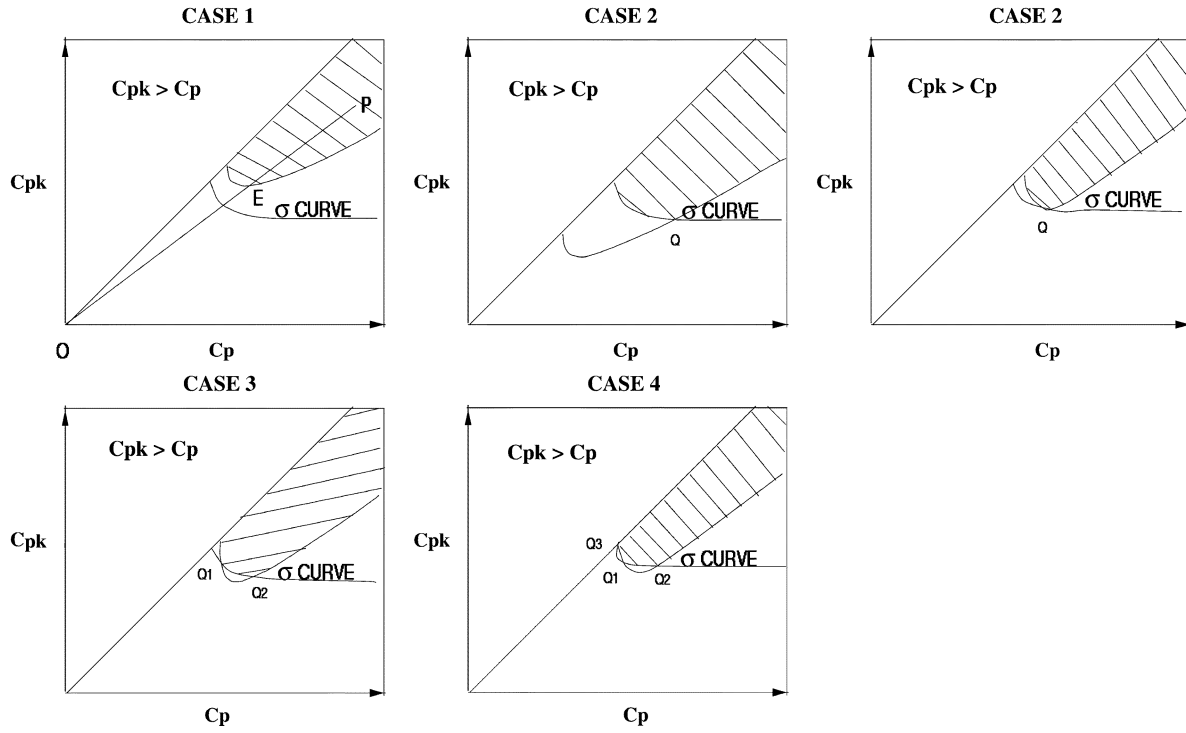 CASE 1
Cpk > Cp
P
Cpk
E
σ CURVE
O
Cp
CASE 2
Cpk > Cp
Cpk
σ CURVE
Q
Cp
CASE 2
Cpk > Cp
Cpk
σ CURVE
Q
Cp
CASE 3
Cpk > Cp
Cpk
Q1
σ CURVE
Q2
Cp
CASE 4
Cpk > Cp
Cpk
Q3
σ CURVE
Q1
Q2
Cp